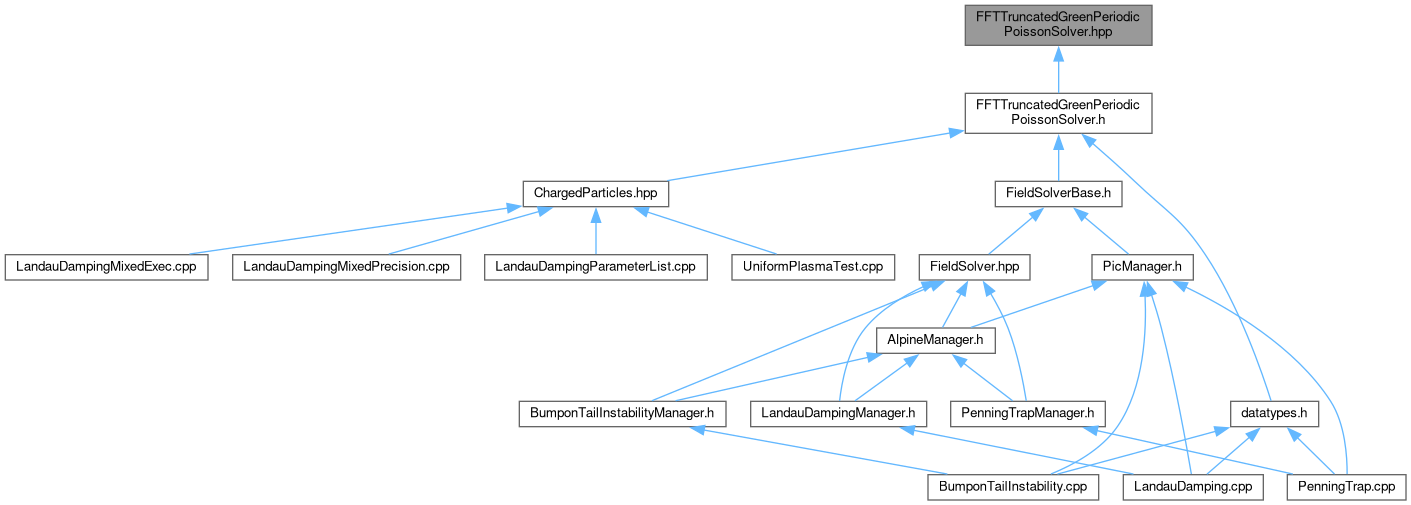 FFTTruncatedGreenPeriodic
PoissonSolver.hpp
FFTTruncatedGreenPeriodic
PoissonSolver.h
ChargedParticles.hpp
FieldSolverBase.h
LandauDampingMixedExec.cpp
LandauDampingMixedPrecision.cpp
LandauDampingParameterList.cpp
UniformPlasmaTest.cpp
FieldSolver.hpp
PicManager.h
AlpineManager.h
BumponTailInstabilityManager.h
LandauDampingManager.h
PenningTrapManager.h
datatypes.h
BumponTailInstability.cpp
LandauDamping.cpp
PenningTrap.cpp